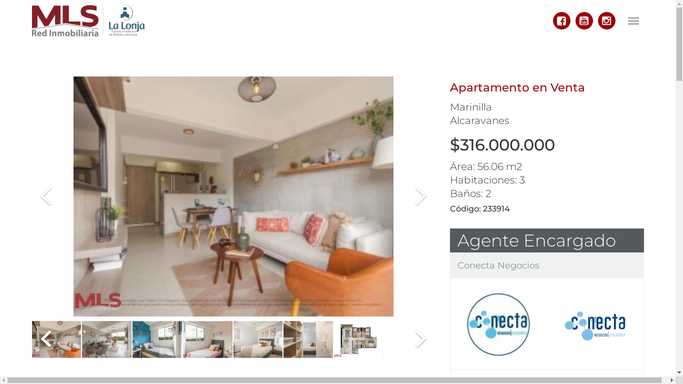 MLS
Red Inmobiliaria
La Lonja
Apartamento en Venta
Marinilla
Alcaravanes
$316.000.000
Área: 56.06 m2
Habitaciones: 3
Baños: 2
Código: 233914
Agente Encargado
Conecta Negocios
MLS
conecta
conecta